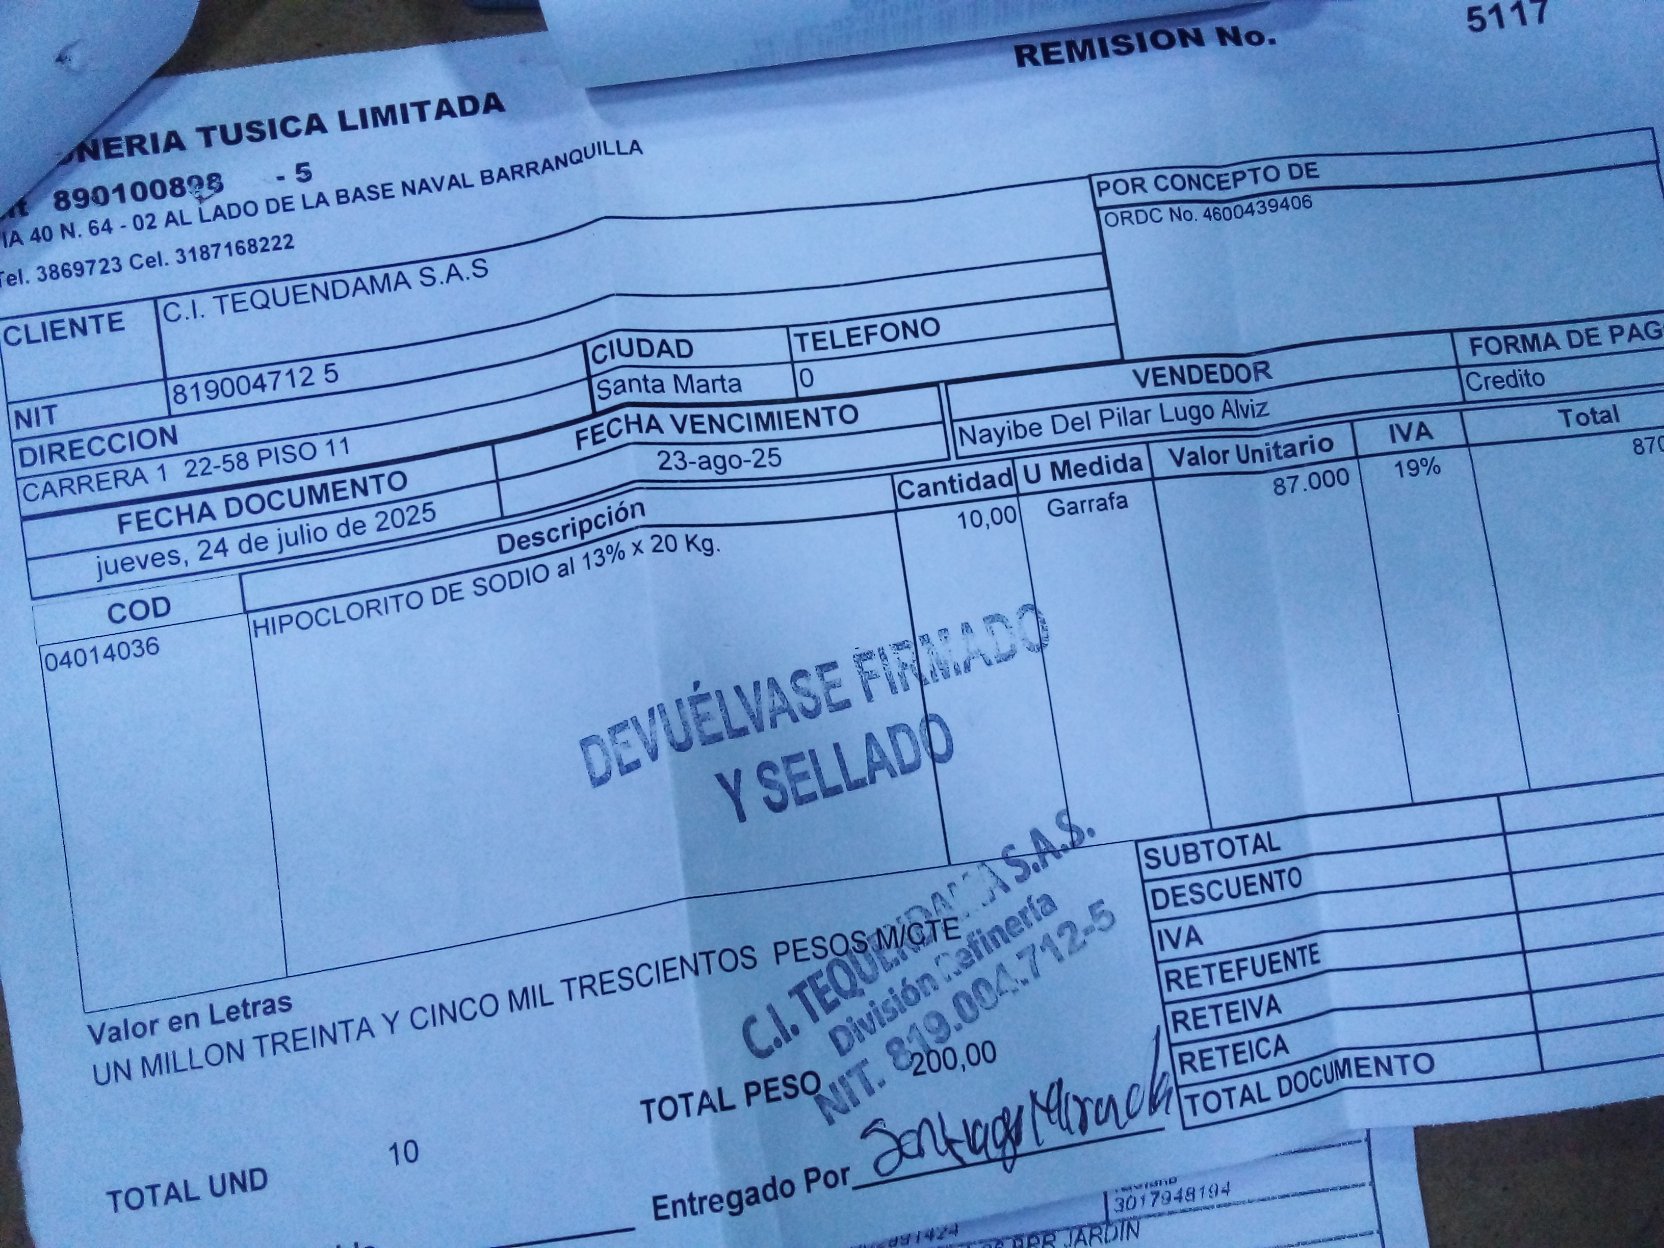 REMISION No. 5117
TUSICA LIMITADA
890100898 - 5
40 N. 64 - 02 AL LADO DE LA BASE NAVAL BARRANQUILLA
Tel. 3869723 Cel. 3187168222
POR CONCEPTO DE
ORDC No. 4600439406
CLIENTE C.I. TEQUENDAMA S.A.S
NIT 819004712 5
CIUDAD TELEFONO
Santa Marta 0
DIRECCION
CARRERA 1 22-58 PISO 11
FECHA DOCUMENTO FECHA VENCIMIENTO VENDEDOR FORMA DE PAG
jueves, 24 de julio de 2025 23-ago-25 Nayibe Del Pilar Lugo Alviz Credito
COD Descripción Cantidad U Medida Valor Unitario IVA Total
04014036 HIPOCLORITO DE SODIO al 13% x 20 Kg. 10,00 Garrafa 87.000 19% 870
DEVUÉLVASE FIRMADO
Y SELLADO
SUBTOTAL
DESCUENTO
IVA
RETEFUENTE
RETEIVA
RETEICA
TOTAL DOCUMENTO
Valor en Letras
UN MILLON TREINTA Y CINCO MIL TRESCIENTOS PESOS M/CTE
C.I. TEQUENDAMA S.A.S.
División Refinería
NIT. 819.004.712-5
TOTAL PESO 200,00
TOTAL UND 10
Entregado Por Santiago Miranda
3017948194
JARDIN